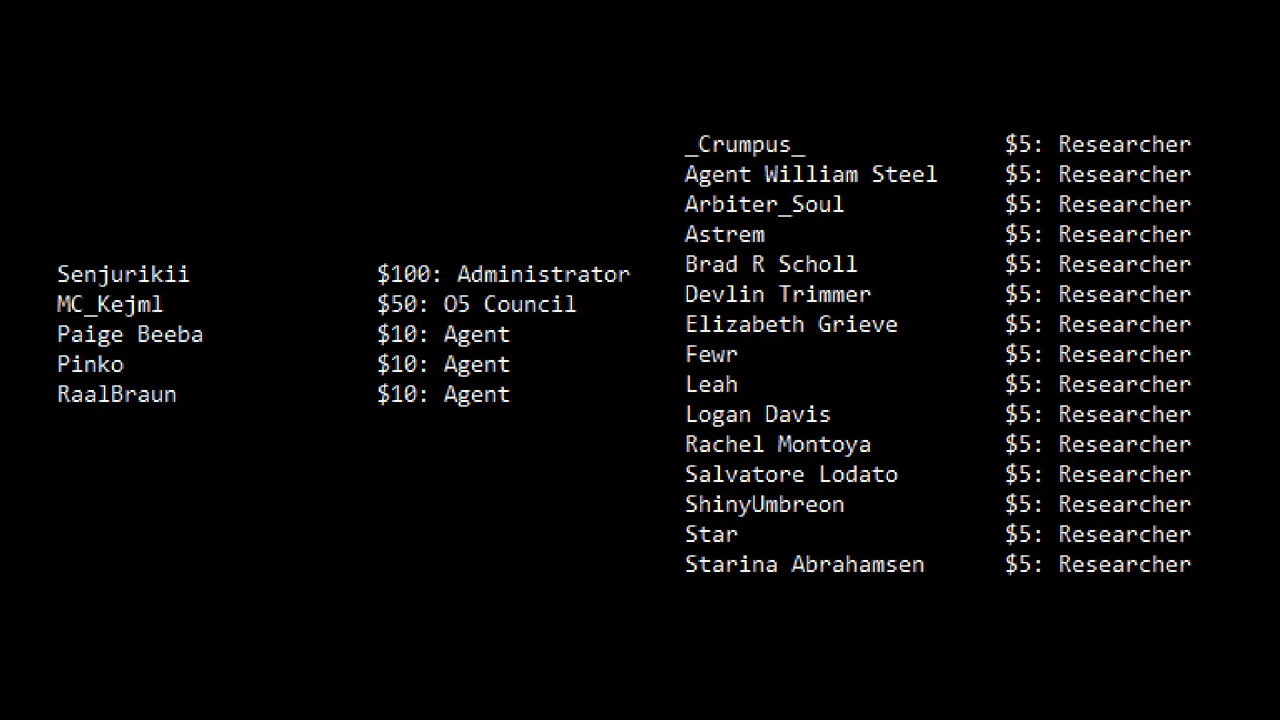 Senjurikii $100: Administrator
MC_Kejml $50: O5 Council
Paige Beeba $10: Agent
Pinko $10: Agent
RaalBraun $10: Agent
_Crumpus_ $5: Researcher
Agent William Steel $5: Researcher
Arbiter_Soul $5: Researcher
Astrem $5: Researcher
Brad R Scholl $5: Researcher
Devlin Trimmer $5: Researcher
Elizabeth Grieve $5: Researcher
Fewr $5: Researcher
Leah $5: Researcher
Logan Davis $5: Researcher
Rachel Montoya $5: Researcher
Salvatore Lodato $5: Researcher
ShinyUmbreon $5: Researcher
Star $5: Researcher
Starina Abrahamsen $5: Researcher